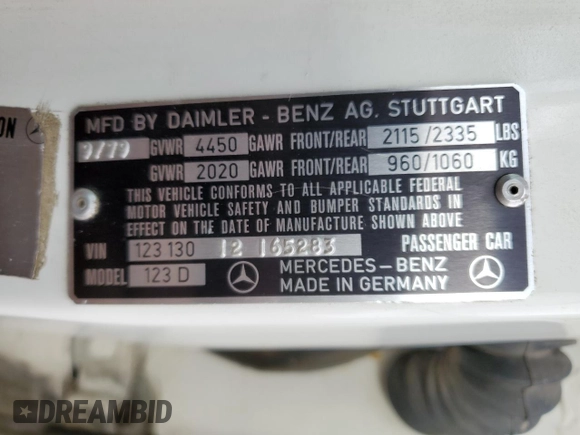 ON
MFD BY DAIMLER - BENZ AG. STUTTGART
9/79 GVWR 4450 GAWR FRONT/REAR 2115/2335 LBS
GVWR 2020 GAWR FRONT/REAR 960/1060 KG
THIS VEHICLE CONFORMS TO ALL APPLICABLE FEDERAL
MOTOR VEHICLE SAFETY AND BUMPER STANDARDS IN
EFFECT ON THE DATE OF MANUFACTURE SHOWN ABOVE
VIN 123 130 12 165283 PASSENGER CAR
MODEL 123 D MERCEDES-BENZ
MADE IN GERMANY
DREAMBID